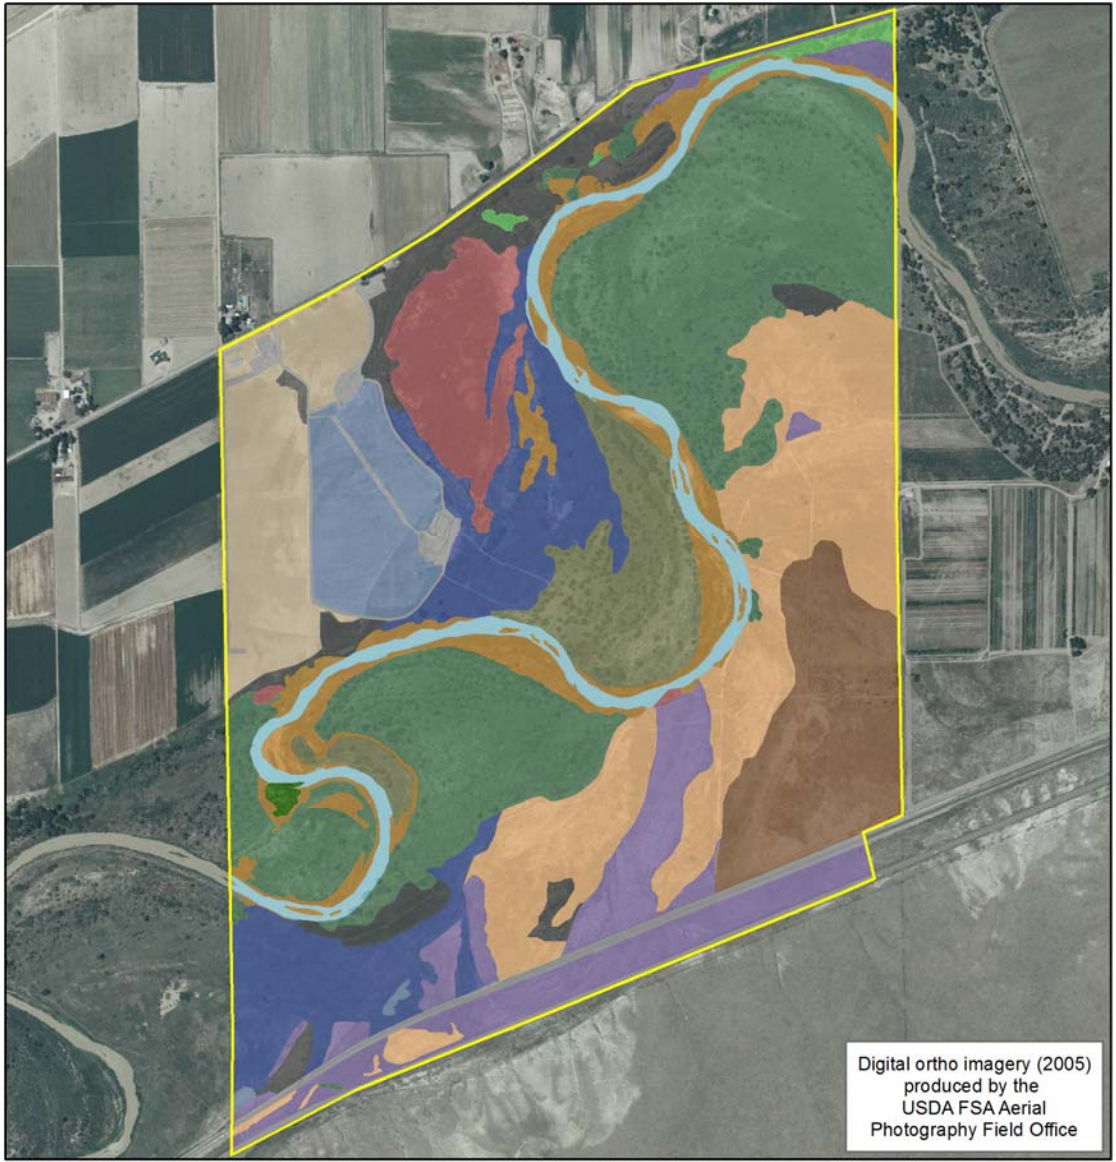 Digital ortho imagery (2005)
produced by the
USDA FSA Aerial
Photography Field Office